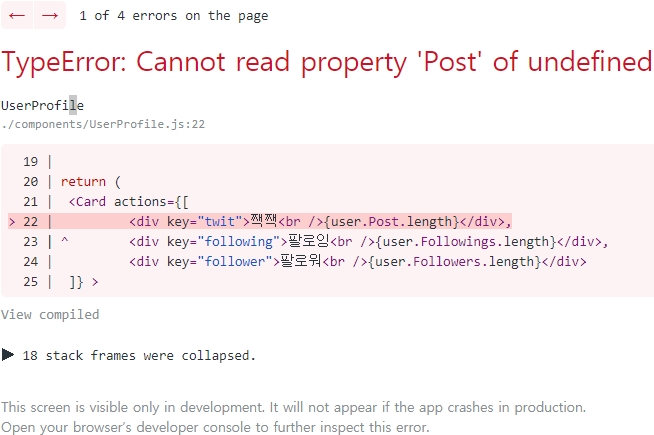 ← → 1 of 4 errors on the page
TypeError: Cannot read property 'Post' of undefined
UserProfile
./components/UserProfile.js:22
19 |
20 | return (
21 |  <Card actions={[
> 22 |         <div key="twit">짹짹<br />{user.Post.length}</div>,
23 | ^       <div key="following">팔로잉<br />{user.Followings.length}</div>,
24 |         <div key="follower">팔로워<br />{user.Followers.length}</div>
25 |  ]} >
View compiled
▶ 18 stack frames were collapsed.
This screen is visible only in development. It will not appear if the app crashes in production.
Open your browser's developer console to further inspect this error.